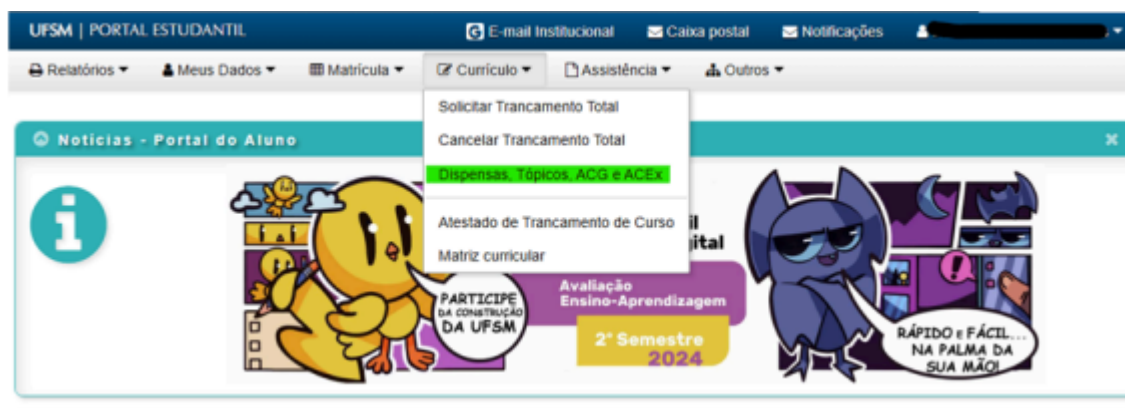 UFSM | PORTAL ESTUDANTIL
E-mail Institucional
Caixa postal
Notificações
Relatórios
Meus Dados
Matrícula
Currículo
Assistência
Outros
Solicitar Trancamento Total
Cancelar Trancamento Total
Dispensas, Tópicos, ACG e ACEx
Atestado de Trancamento de Curso
Matriz curricular
Notícias - Portal do Aluno
il
gital
Avaliação
Ensino-Aprendizagem
2° Semestre
2024
PARTICIPE
DA CONSTRUÇÃO
DA UFSM
RÁPIDO e FÁCIL...
NA PALMA DA
SUA MÃO!